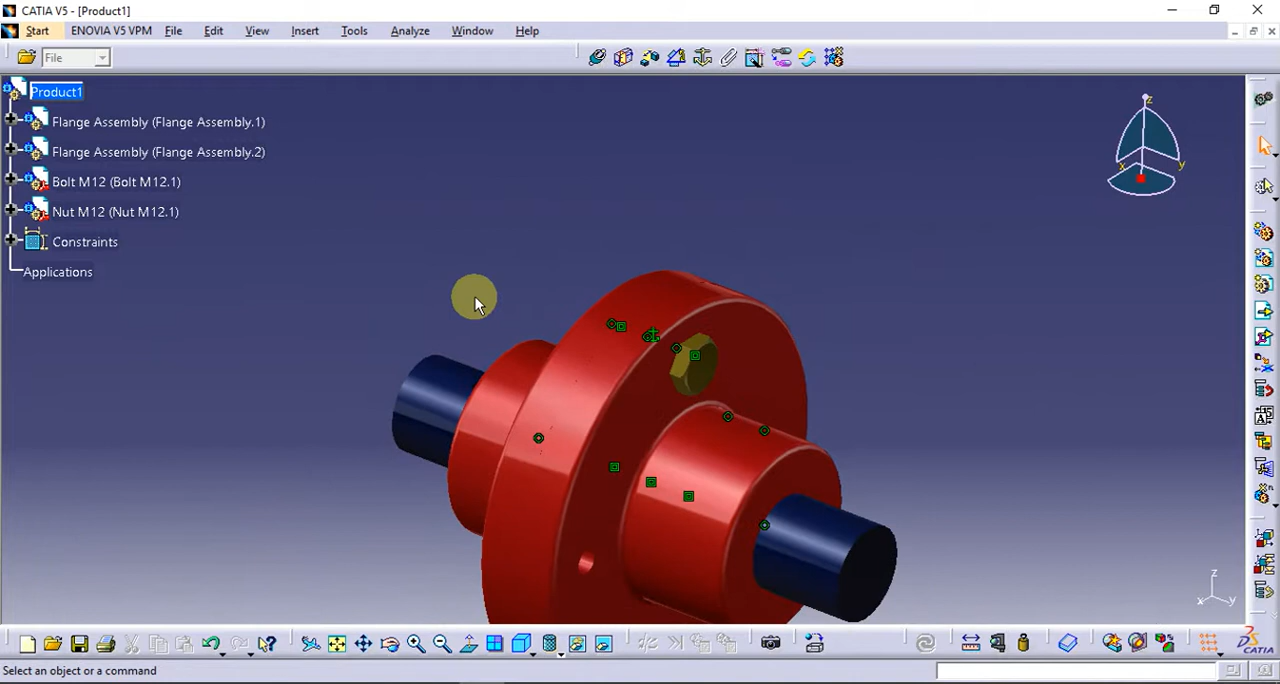 CATIA V5 - [Product1]
Start ENOVIA V5 VPM File Edit View Insert Tools Analyze Window Help
File
Product1
Flange Assembly (Flange Assembly.1)
Flange Assembly (Flange Assembly.2)
Bolt M12 (Bolt M12.1)
Nut M12 (Nut M12.1)
Constraints
Applications
z
x y
z
x y
CATIA
Select an object or a command